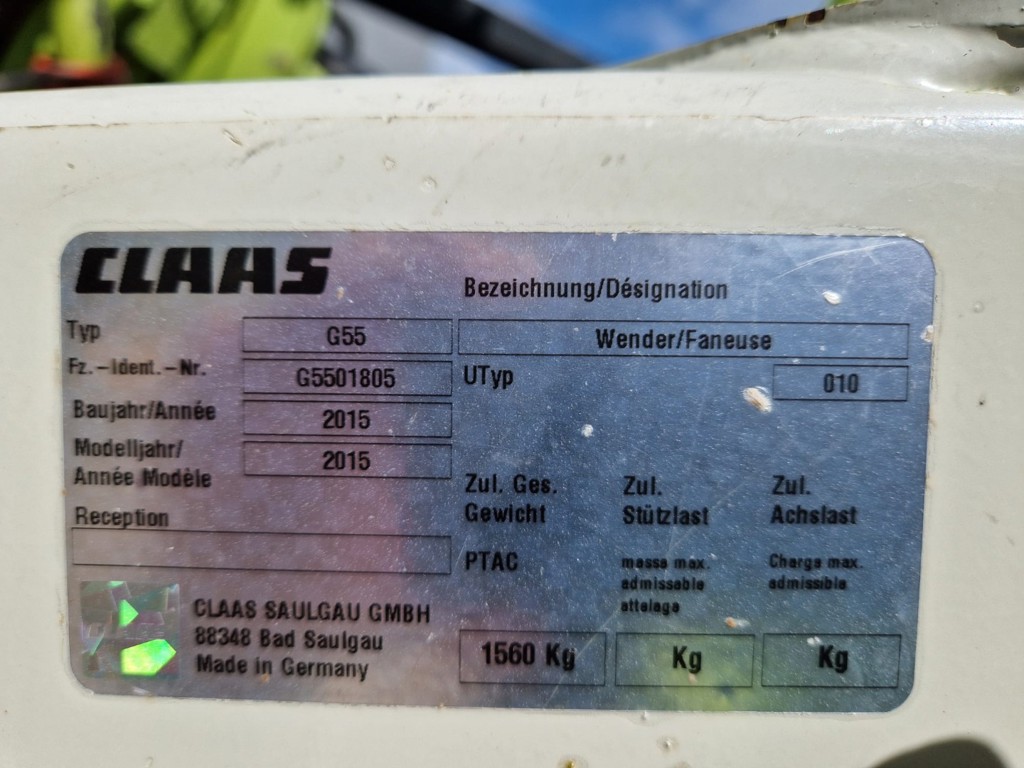 CLAAS
Bezeichnung/Désignation
Typ G55 Wender/Faneuse
Fz.-Ident.-Nr. G5501805 UTyp 010
Baujahr/Année 2015
Modelljahr/
Année Modèle 2015
Reception
Zul. Ges.
Gewicht
PTAC
1560 Kg
Zul.
Stützlast
masse max.
admissable
attelage
Kg
Zul.
Achslast
Charge max.
admissible
Kg
CLAAS SAULGAU GMBH
88348 Bad Saulgau
Made in Germany